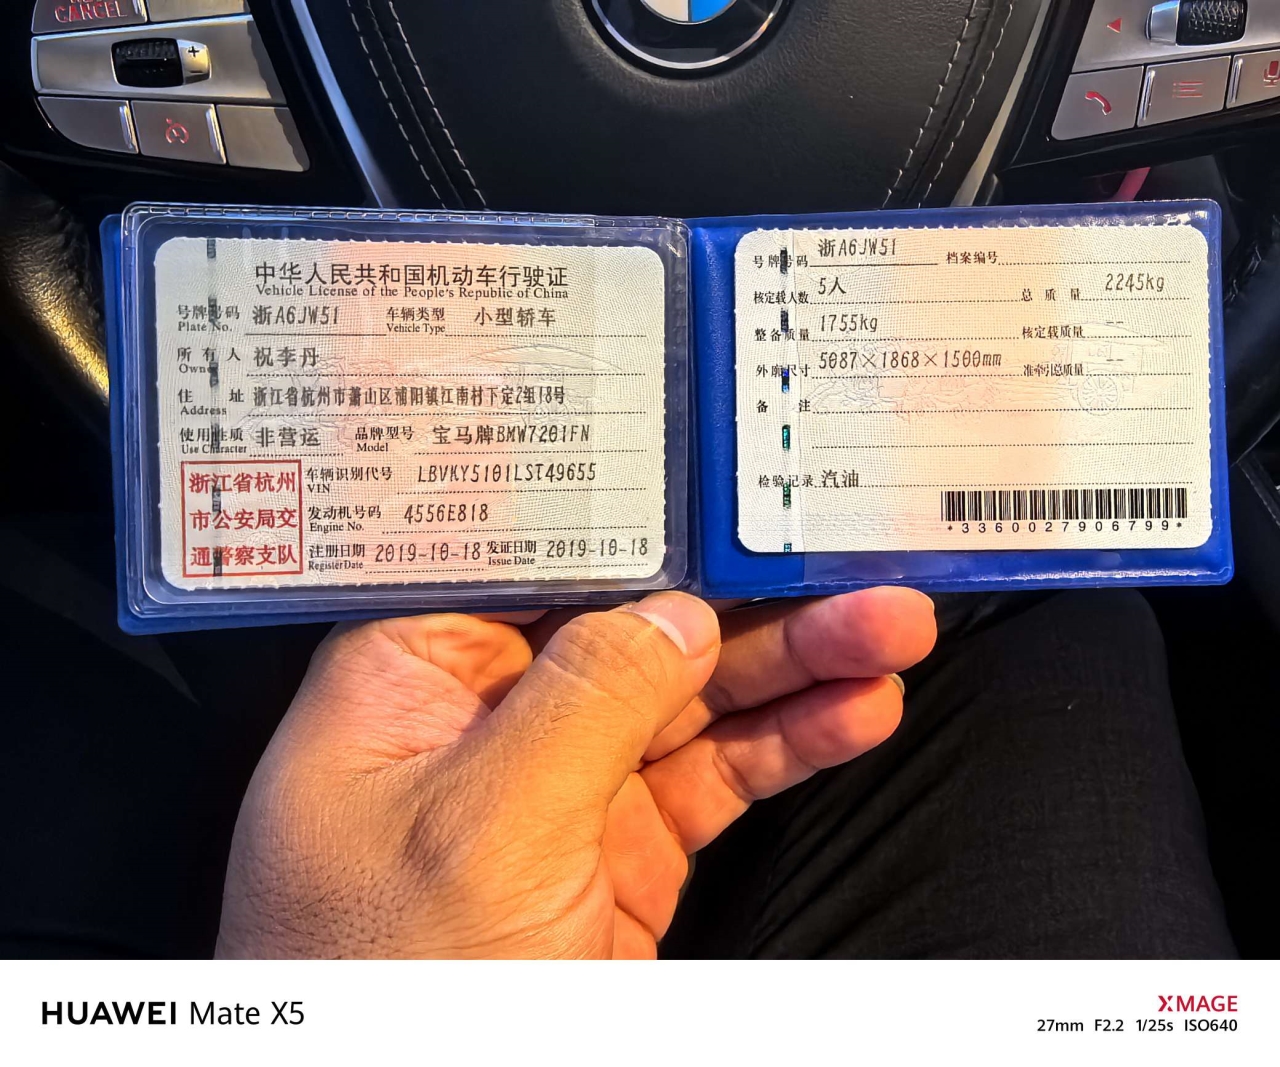 CANCEL
+
中华人民共和国机动车行驶证
Vehicle License of the People's Republic of China
号牌号码 浙A6JW51 车辆类型 小型轿车
Plate No. Vehicle Type
所有人 祝李丹
Owner
住址 浙江省杭州市萧山区浦阳镇江南村下定2组18号
Address
使用性质 非营运 品牌型号 宝马牌BMW7201FN
Use Character Model
浙江省杭州
市公安局交
通警察支队
车辆识别代号 LBVKY5101LST49655
VIN
发动机号码 4556E818
Engine No.
注册日期 2019-10-18 发证日期 2019-10-18
Register Date Issue Date
号牌号码 浙A6JW51 档案编号
核定载人数 5人 总质量 2245kg
整备质量 1755kg 核定载质量 --
外廓尺寸 5087×1868×1500mm 准牵引总质量 --
备注
检验记录 汽油
*3360027906799*
HUAWEI Mate X5
XMAGE
27mm F2.2 1/25s ISO640